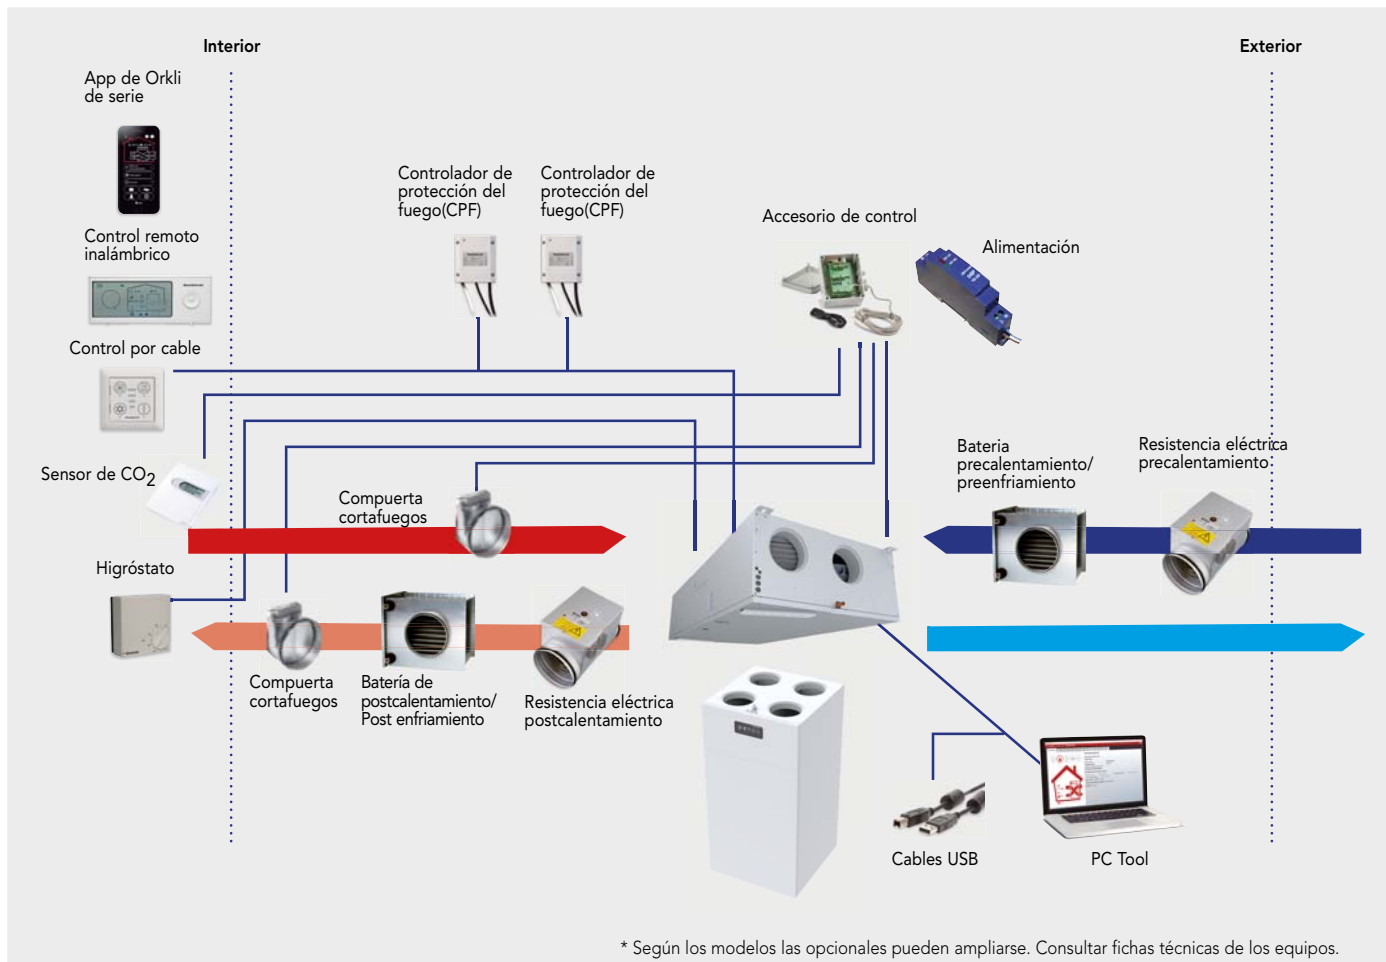 Interior
Exterior
App de Orkli
de serie
Control remoto
inalámbrico
Control por cable
Sensor de CO2
Higróstato
Controlador de
protección del
fuego(CPF)
Controlador de
protección del
fuego(CPF)
Accesorio de control
Alimentación
Compuerta
cortafuegos
Bateria
precalentamiento/
preenfriamiento
Resistencia eléctrica
precalentamiento
Compuerta
cortafuegos
Batería de
postcalentamiento/
Post enfriamiento
Resistencia eléctrica
postcalentamiento
Cables USB
PC Tool
* Según los modelos las opcionales pueden ampliarse. Consultar fichas técnicas de los equipos.